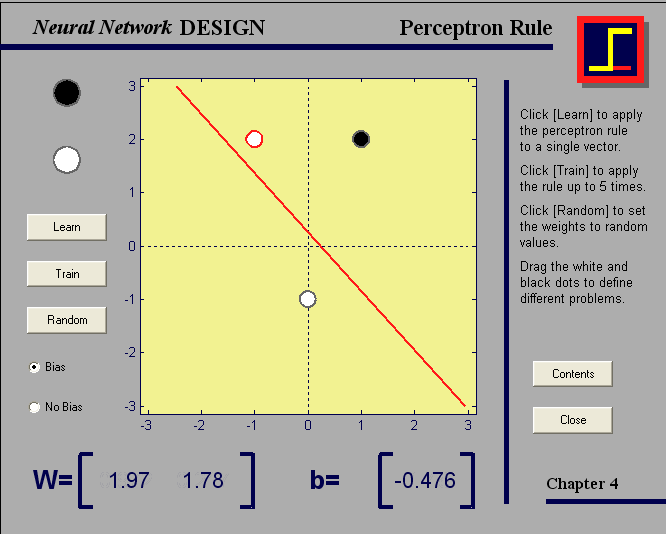 Neural Network DESIGN
Perceptron Rule
Click [Learn] to apply
the perceptron rule
to a single vector.
Click [Train] to apply
the rule up to 5 times.
Click [Random] to set
the weights to random
values.
Drag the white and
black dots to define
different problems.
Learn
Train
Random
Bias
No Bias
3
2
1
0
-1
-2
-3
-3 -2 -1 0 1 2 3
Contents
Close
W= [ 1.97 1.78 ] b= [ -0.476 ]
Chapter 4